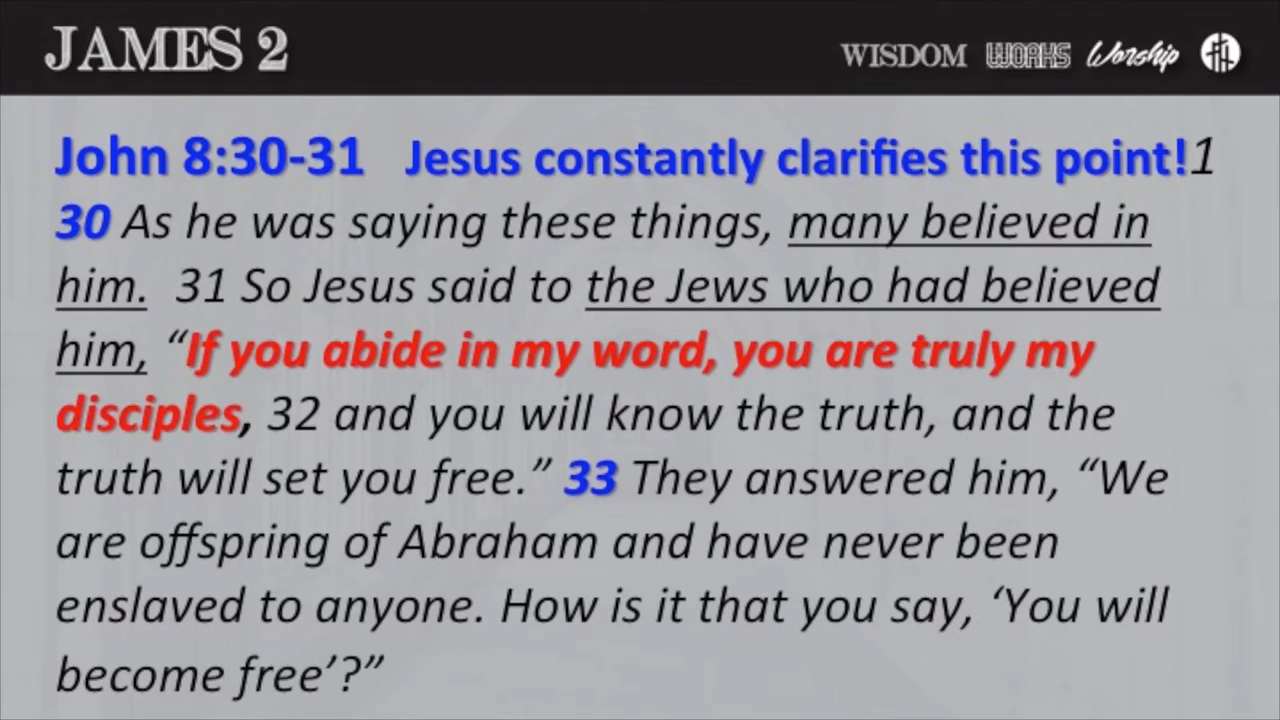 JAMES 2
WISDOM WORKS Worship
John 8:30-31 Jesus constantly clarifies this point!1
30 As he was saying these things, many believed in
him. 31 So Jesus said to the Jews who had believed
him, “If you abide in my word, you are truly my
disciples, 32 and you will know the truth, and the
truth will set you free.” 33 They answered him, “We
are offspring of Abraham and have never been
enslaved to anyone. How is it that you say, ‘You will
become free’?”